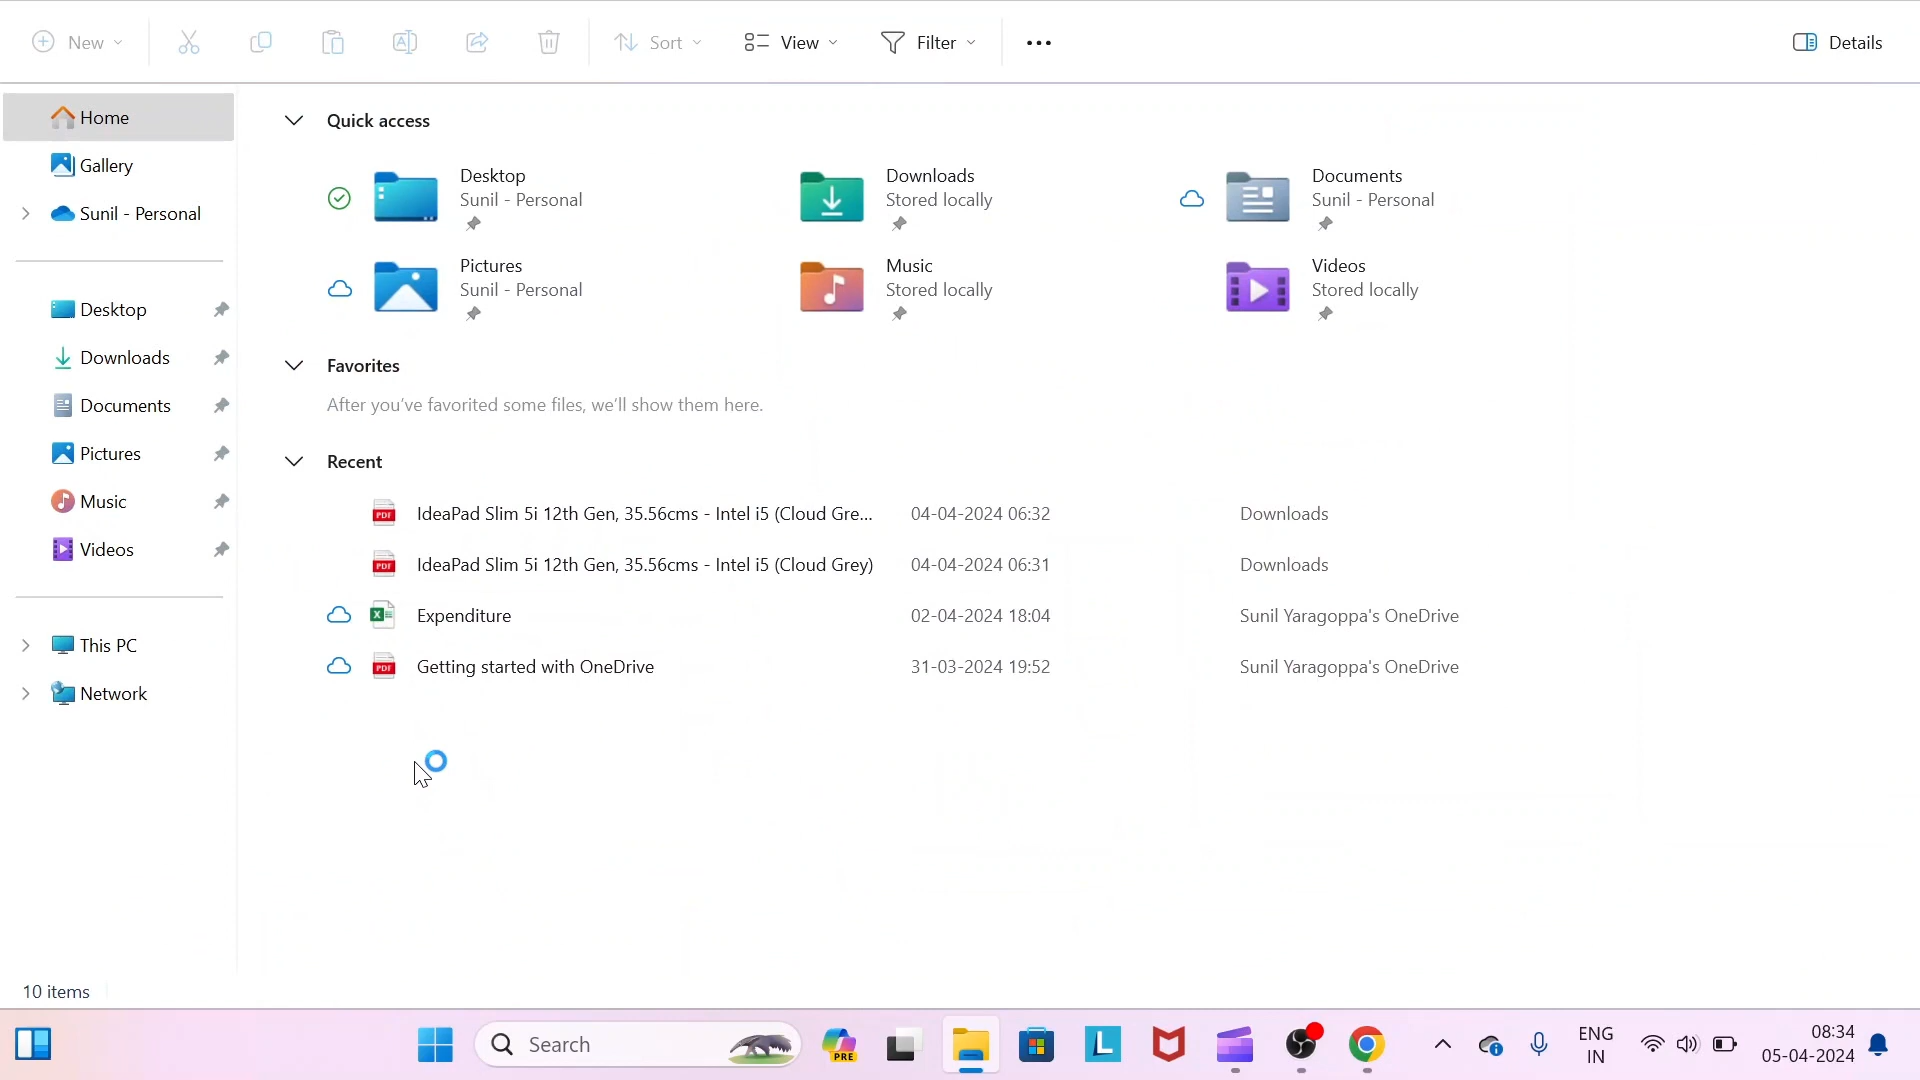 New
Sort
View
Filter
Details
Home
Gallery
Sunil - Personal
Desktop
Downloads
Documents
Pictures
Music
Videos
This PC
Network
Quick access
Desktop
Sunil - Personal
Downloads
Stored locally
Documents
Sunil - Personal
Pictures
Sunil - Personal
Music
Stored locally
Videos
Stored locally
Favorites
After you've favorited some files, we'll show them here.
Recent
PDF IdeaPad Slim 5i 12th Gen, 35.56cms - Intel i5 (Cloud Gre... 04-04-2024 06:32 Downloads
PDF IdeaPad Slim 5i 12th Gen, 35.56cms - Intel i5 (Cloud Grey) 04-04-2024 06:31 Downloads
Expenditure 02-04-2024 18:04 Sunil Yaragoppa's OneDrive
PDF Getting started with OneDrive 31-03-2024 19:52 Sunil Yaragoppa's OneDrive
10 items
Search
PRE
L
ENG
IN
08:34
05-04-2024